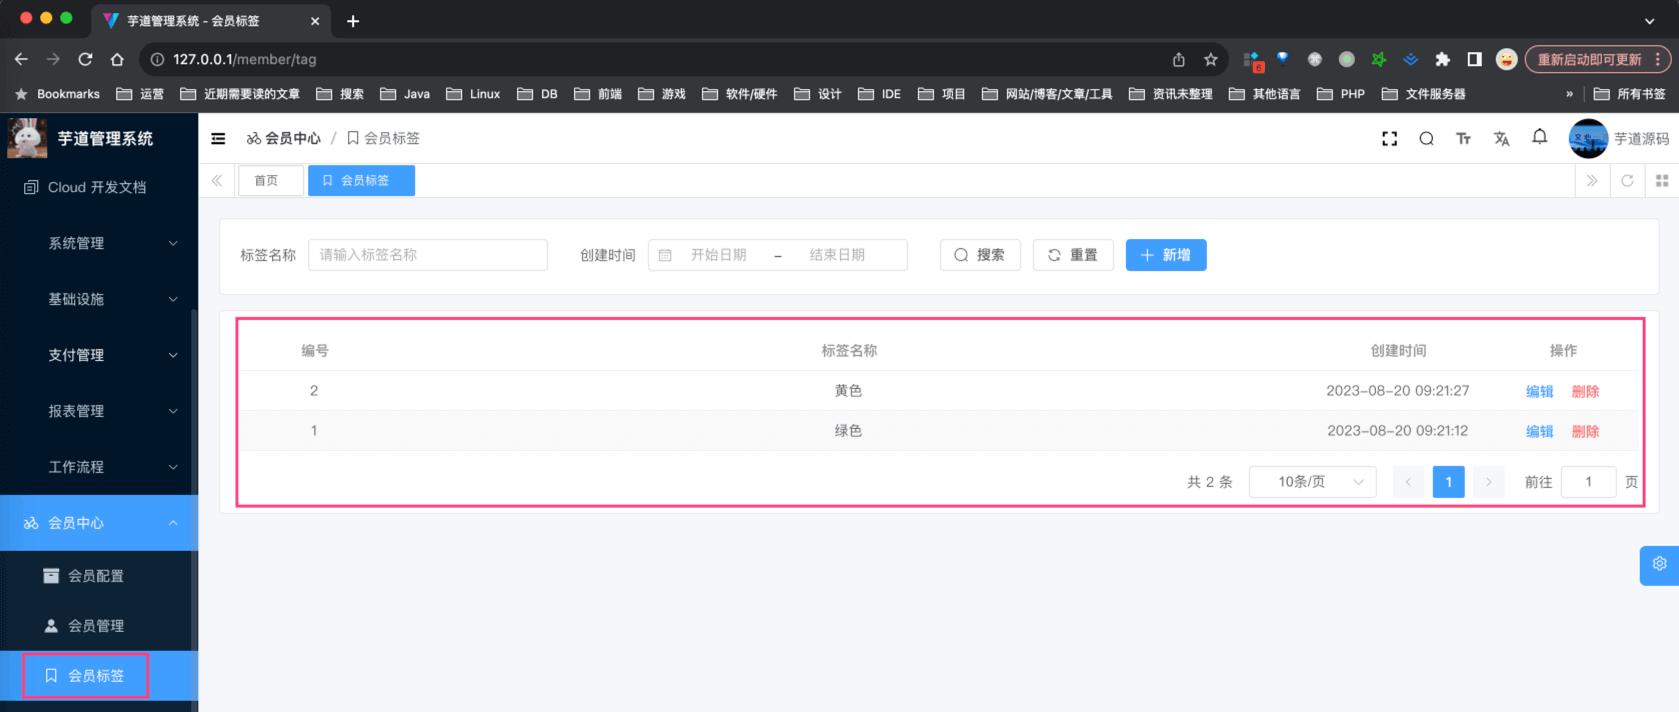 芋道管理系统 - 会员标签
127.0.0.1/member/tag
6
重新启动即可更新
Bookmarks 运营 近期需要读的文章 搜索 Java Linux DB 前端 游戏 软件/硬件 设计 IDE 项目 网站/博客/文章/工具 资讯未整理 其他语言 PHP 文件服务器 » 所有书签
芋道管理系统
会员中心 / 会员标签
芋道源码
Cloud 开发文档
首页
会员标签
系统管理
基础设施
支付管理
报表管理
工作流程
会员中心
会员配置
会员管理
会员标签
标签名称 请输入标签名称 创建时间 开始日期 - 结束日期 搜索 重置 新增
编号 标签名称 创建时间 操作
2 黄色 2023-08-20 09:21:27 编辑 删除
1 绿色 2023-08-20 09:21:12 编辑 删除
共 2 条 10条/页 1 前往 1 页